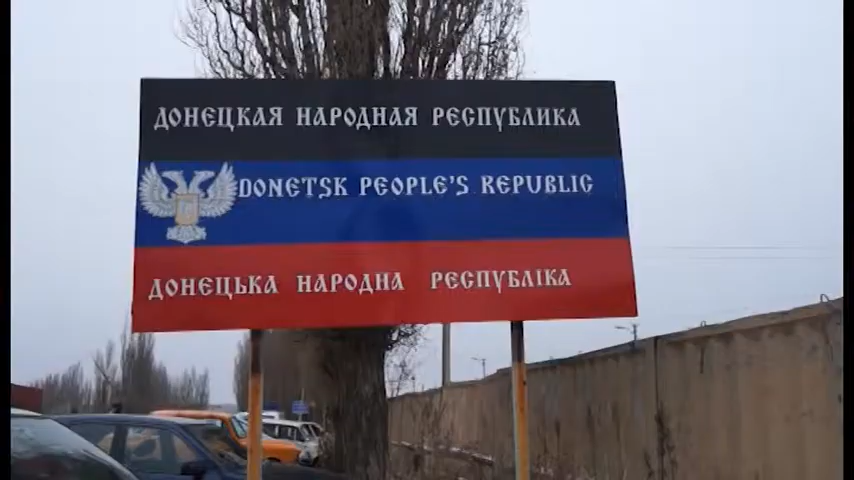 ДОНЕЦКАЯ НАРОДНАЯ РЕСПУБЛИКА
DONETSK PEOPLE'S REPUBLIC
ДОНЕЦЬКА НАРОДНА РЕСПУБЛІКА